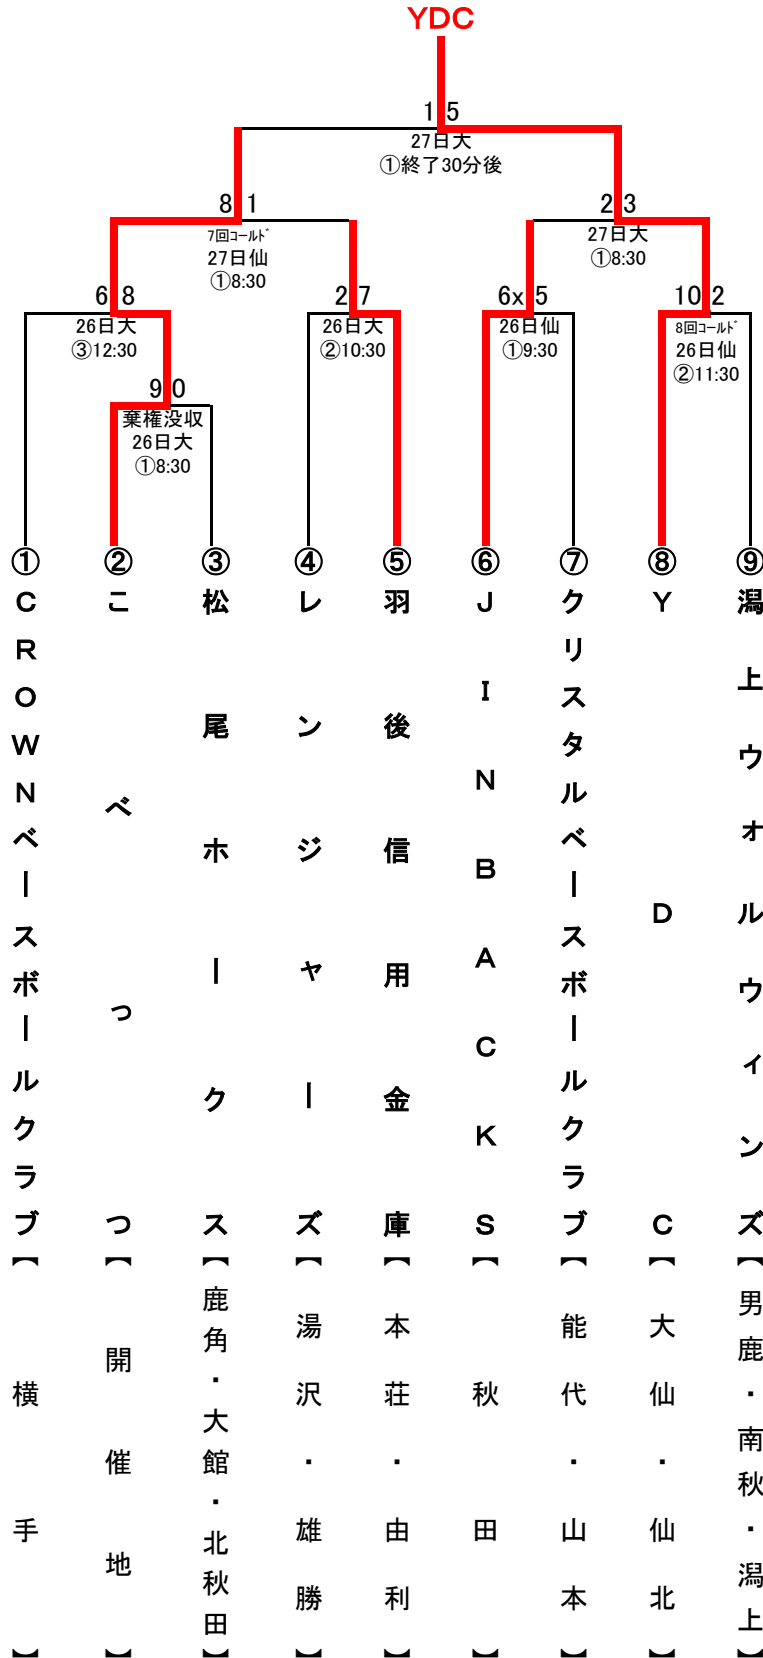 YDC
1 5
27日大
①終了30分後
8 1
7回コールド
27日仙
①8:30
2 3
27日大
①8:30
6 8
26日大
③12:30
2 7
26日大
②10:30
6x 5
26日仙
①9:30
10 2
8回コールド
26日仙
②11:30
9 0
棄権没収
26日大
①8:30
①CROWNベースボールクラブ【横手】
②こべっつ【開催地】
③松尾ホークス【鹿角・大館・北秋田】
④レンジャーズ【湯沢・雄勝】
⑤羽後信用金庫【本荘・由利】
⑥JINBACKS【秋田】
⑦クリスタルベースボールクラブ【能代・山本】
⑧YDC【大仙・仙北】
⑨潟上ウォルウィンズ【男鹿・南秋・潟上】